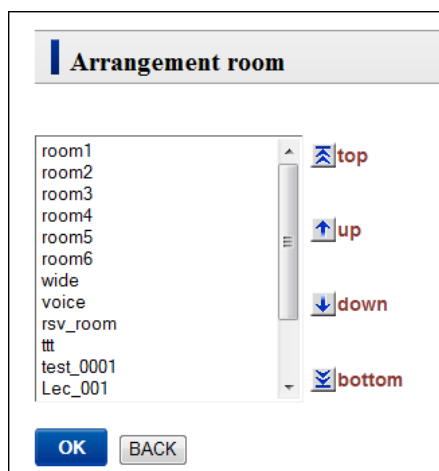 Arrangement room
room1
room2
room3
room4
room5
room6
wide
voice
rsv_room
ttt
test_0001
Lec_001
top
up
down
bottom
OK
BACK